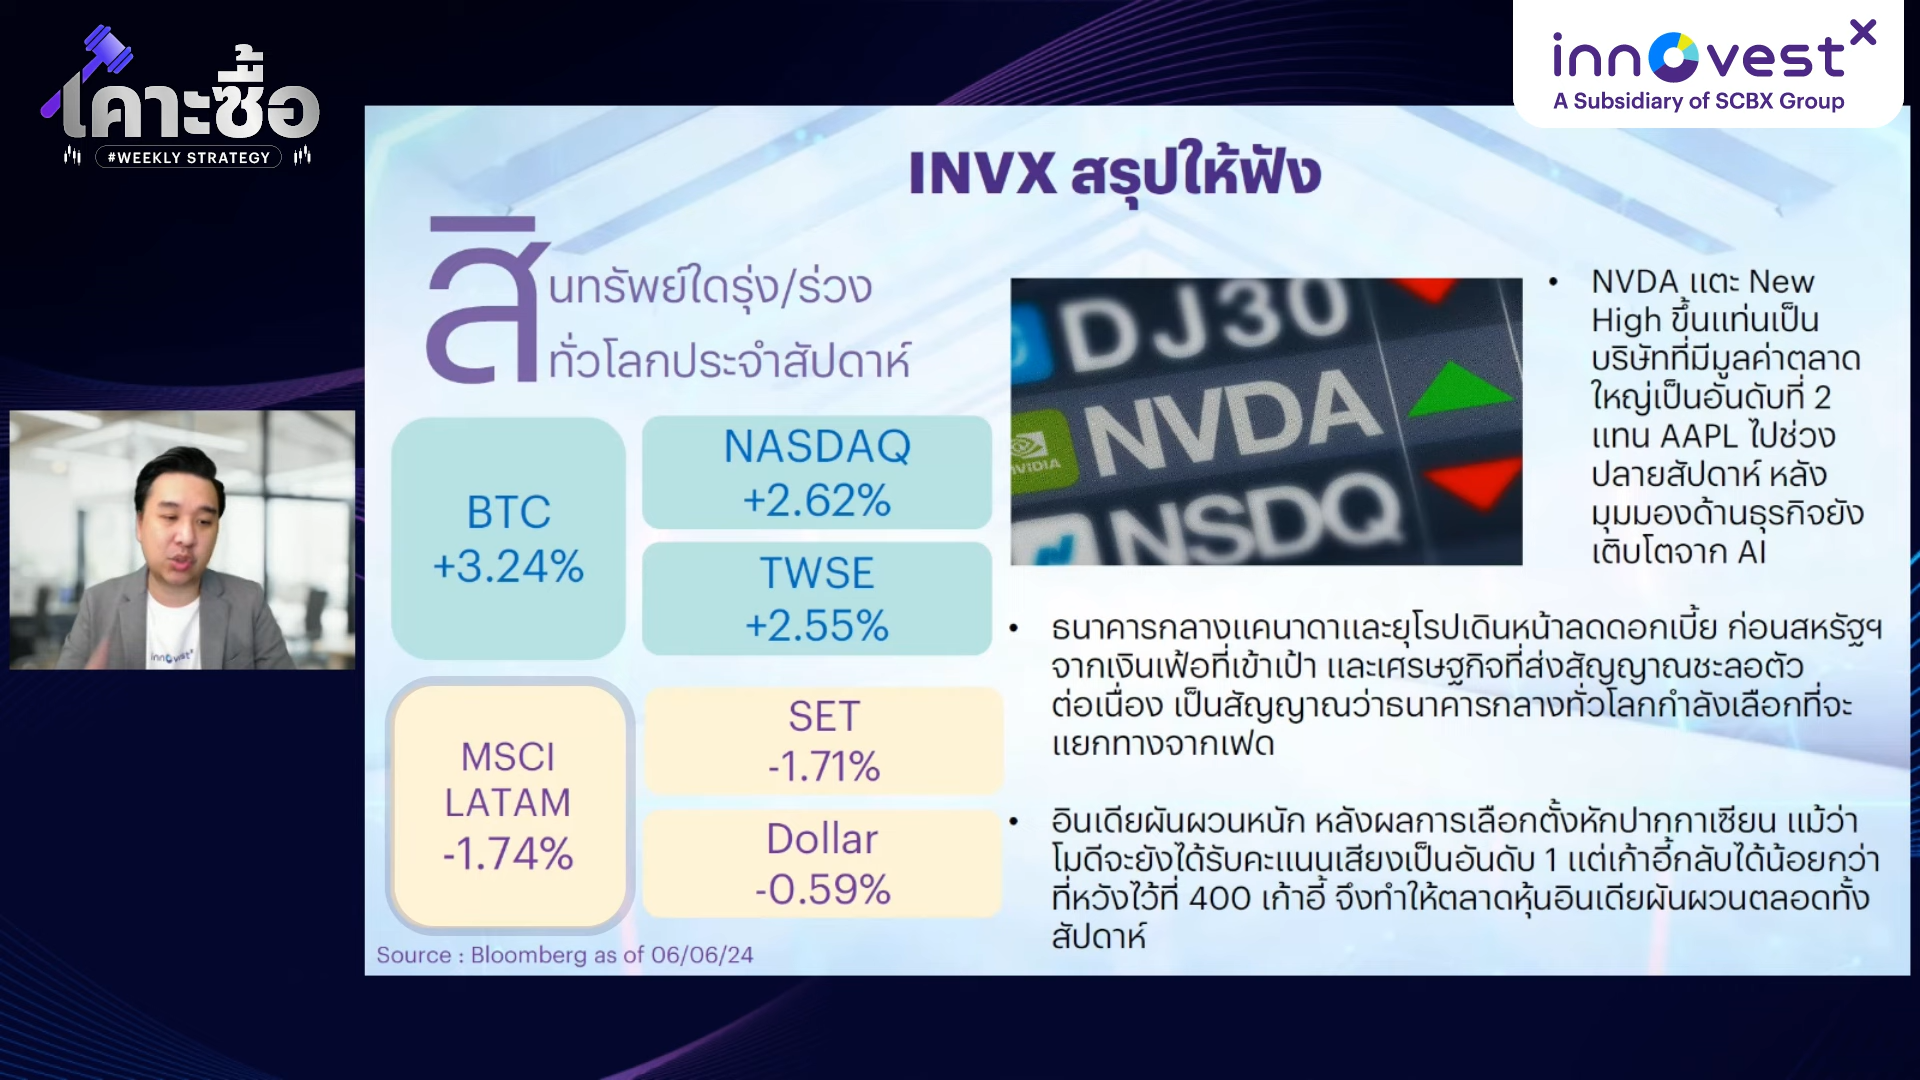 เคาะซื้อ
#WEEKLY STRATEGY
innovestx
A Subsidiary of SCBX Group
INVX สรุปให้ฟัง
สินทรัพย์ใดรุ่ง/ร่วง
ทั่วโลกประจำสัปดาห์
BTC
+3.24%
NASDAQ
+2.62%
TWSE
+2.55%
MSCI
LATAM
-1.74%
SET
-1.71%
Dollar
-0.59%
Source : Bloomberg as of 06/06/24
DJ30
NVDA
NVIDIA
NSDQ
• NVDA แตะ New
High ขึ้นแท่นเป็น
บริษัทที่มีมูลค่าตลาด
ใหญ่เป็นอันดับที่ 2
แทน AAPL ไปช่วง
ปลายสัปดาห์ หลัง
มุมมองด้านธุรกิจยัง
เติบโตจาก AI
• ธนาคารกลางแคนาดาและยุโรปเดินหน้าลดดอกเบี้ย ก่อนสหรัฐฯ
จากเงินเฟ้อที่เข้าเป้า และเศรษฐกิจที่ส่งสัญญาณชะลอตัว
ต่อเนื่อง เป็นสัญญาณว่าธนาคารกลางทั่วโลกกำลังเลือกที่จะ
แยกทางจากเฟด
• อินเดียผันผวนหนัก หลังผลการเลือกตั้งหักปากกาเซียน แม้ว่า
โมดีจะยังได้รับคะแนนเสียงเป็นอันดับ 1 แต่เก้าอี้กลับได้น้อยกว่า
ที่หวังไว้ที่ 400 เก้าอี้ จึงทำให้ตลาดหุ้นอินเดียผันผวนตลอดทั้ง
สัปดาห์
innovestx